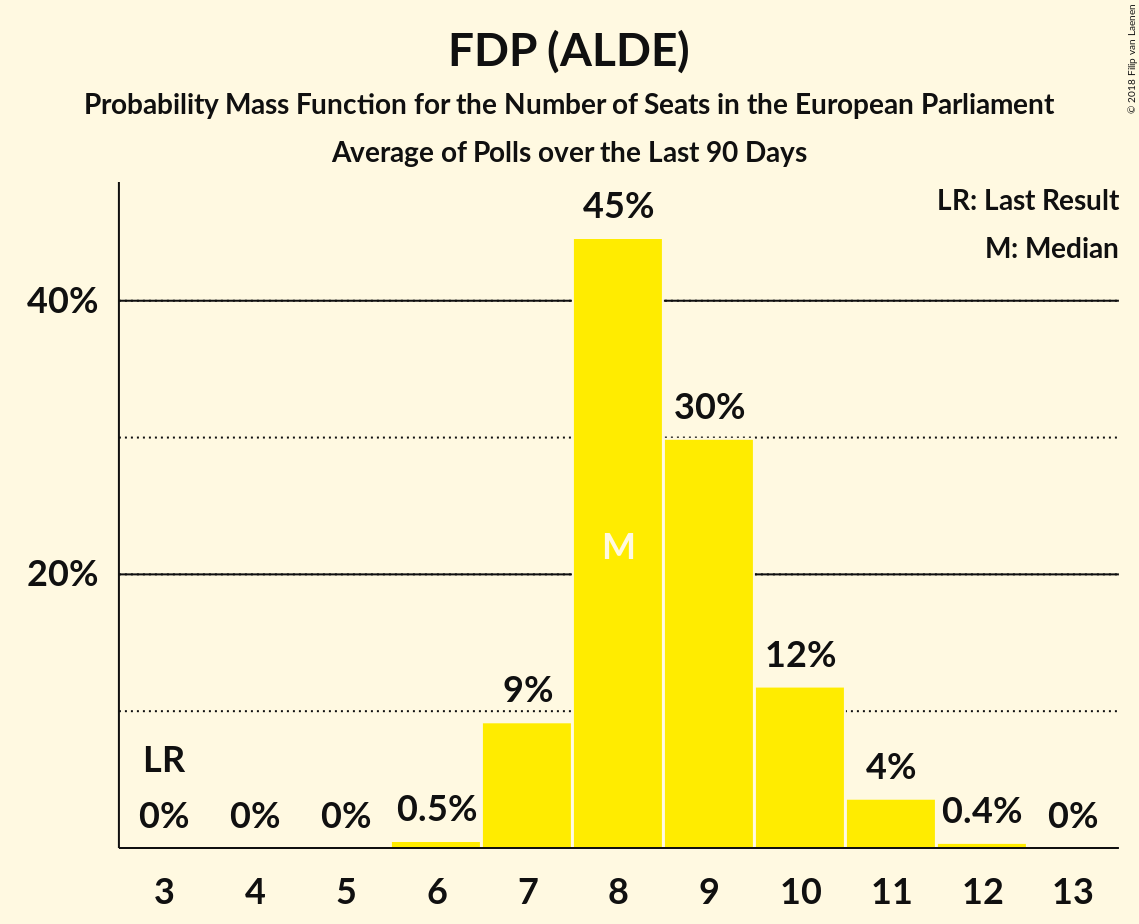 FDP (ALDE)
Probability Mass Function for the Number of Seats in the European Parliament
Average of Polls over the Last 90 Days
© 2018 Filip van Laenen
LR: Last Result
M: Median
45%
40%
30%
M
20%
12%
9%
LR
4%
0% 0% 0% 0.5% 0.4% 0%
3 4 5 6 7 8 9 10 11 12 13